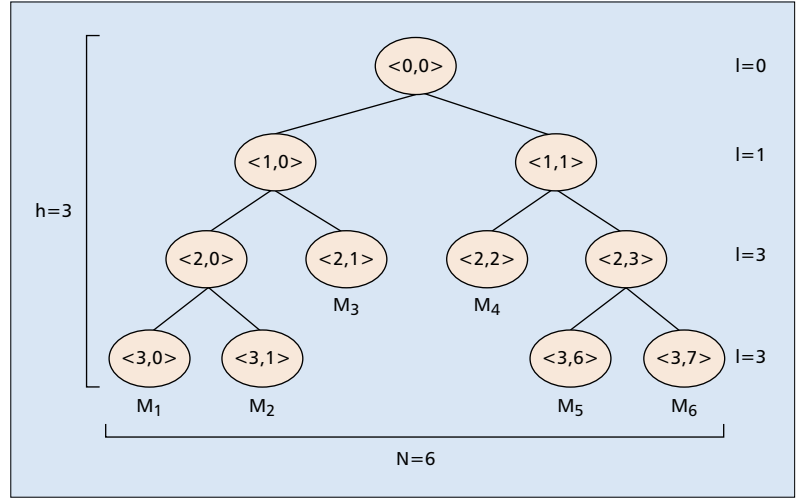 <0,0> l=0
<1,0> <1,1> l=1
h=3
<2,0> <2,1> <2,2> <2,3> l=3
M3 M4
<3,0> <3,1> <3,6> <3,7> l=3
M1 M2 M5 M6
N=6